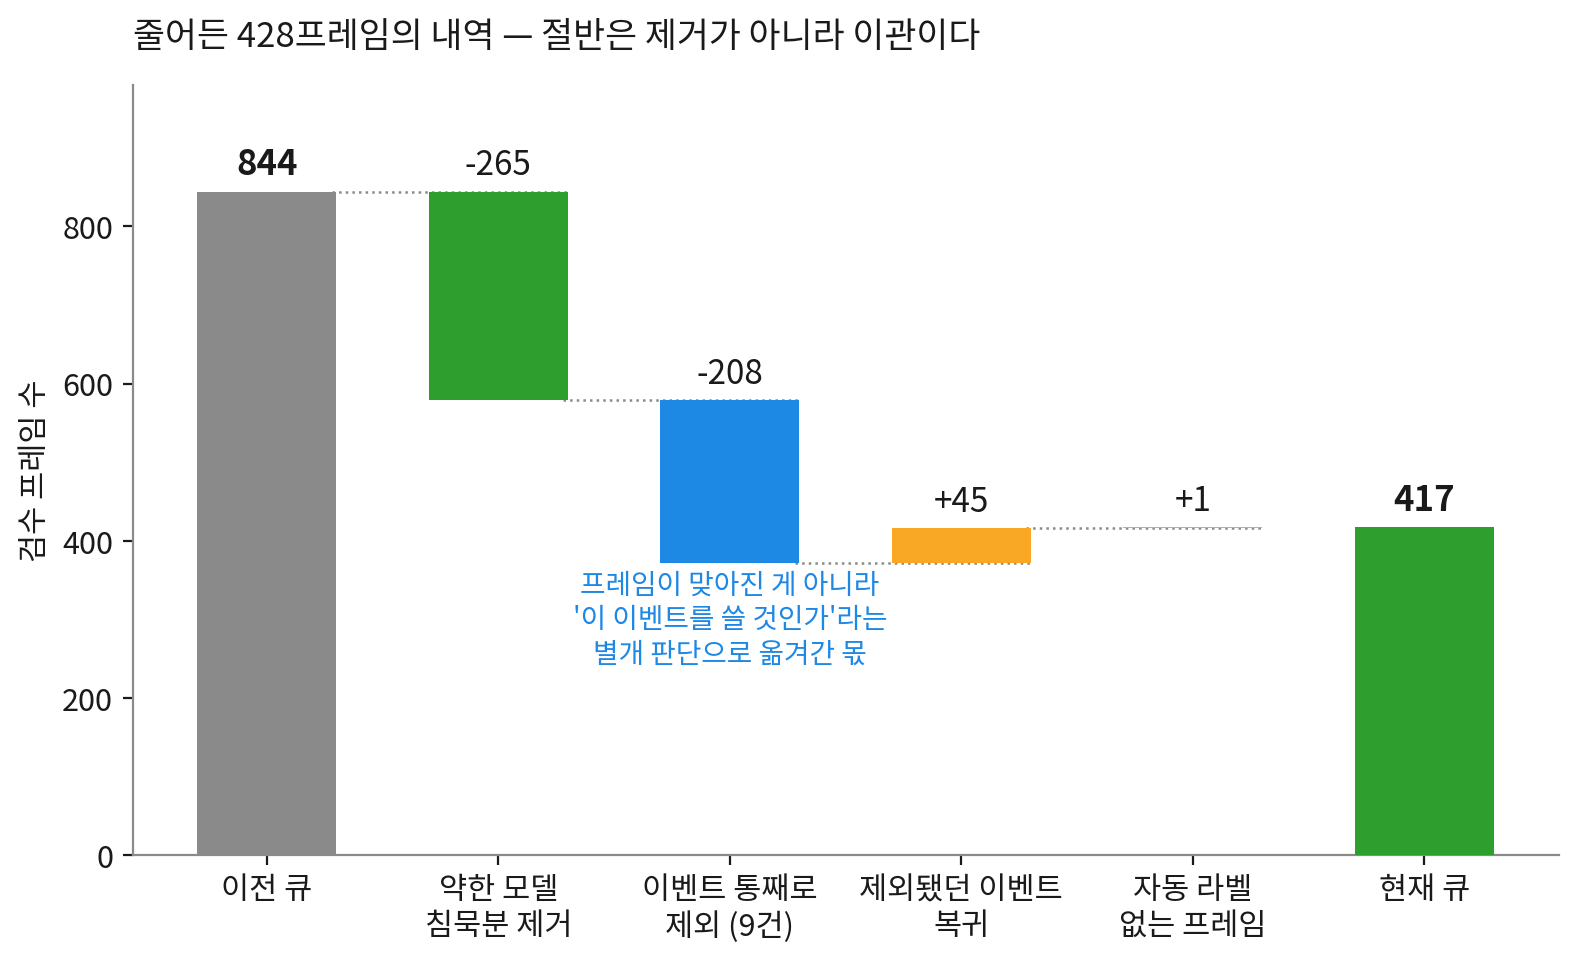 줄어든 428프레임의 내역 — 절반은 제거가 아니라 이관이다
844
-265
-208
+45
+1
417
검수 프레임 수
800
600
400
200
0
프레임이 맞아진 게 아니라
'이 이벤트를 쓸 것인가'라는
별개 판단으로 옮겨간 몫
이전 큐
약한 모델
침묵분 제거
이벤트 통째로
제외 (9건)
제외됐던 이벤트
복귀
자동 라벨
없는 프레임
현재 큐